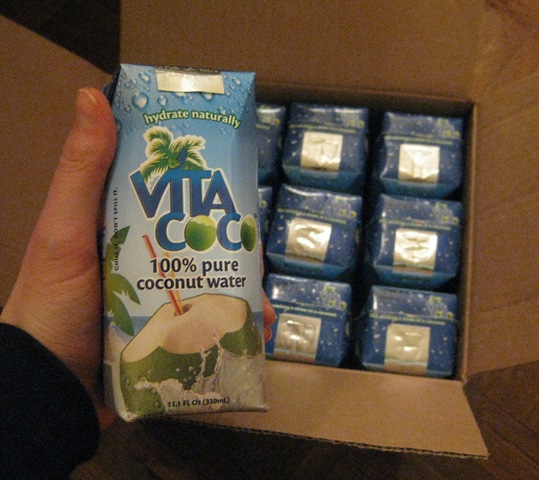 hydrate naturally
VITA
COCO
100% pure
coconut water
11.1 FL Oz (330mL)